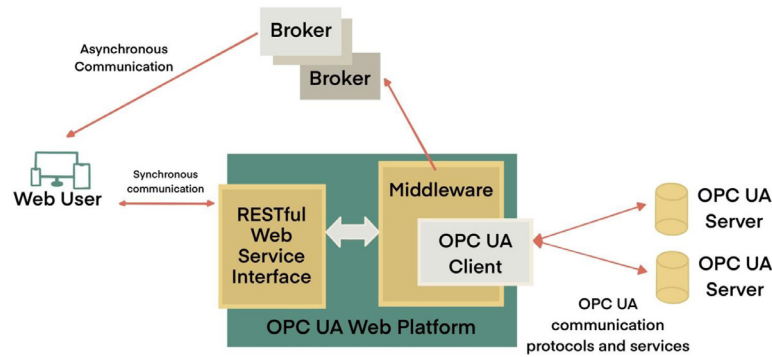 Broker
Broker
Asynchronous
Communication
Web User
Synchronous
communication
RESTful
Web
Service
Interface
Middleware
OPC UA
Client
OPC UA Web Platform
OPC UA
Server
OPC UA
Server
OPC UA
communication
protocols and services